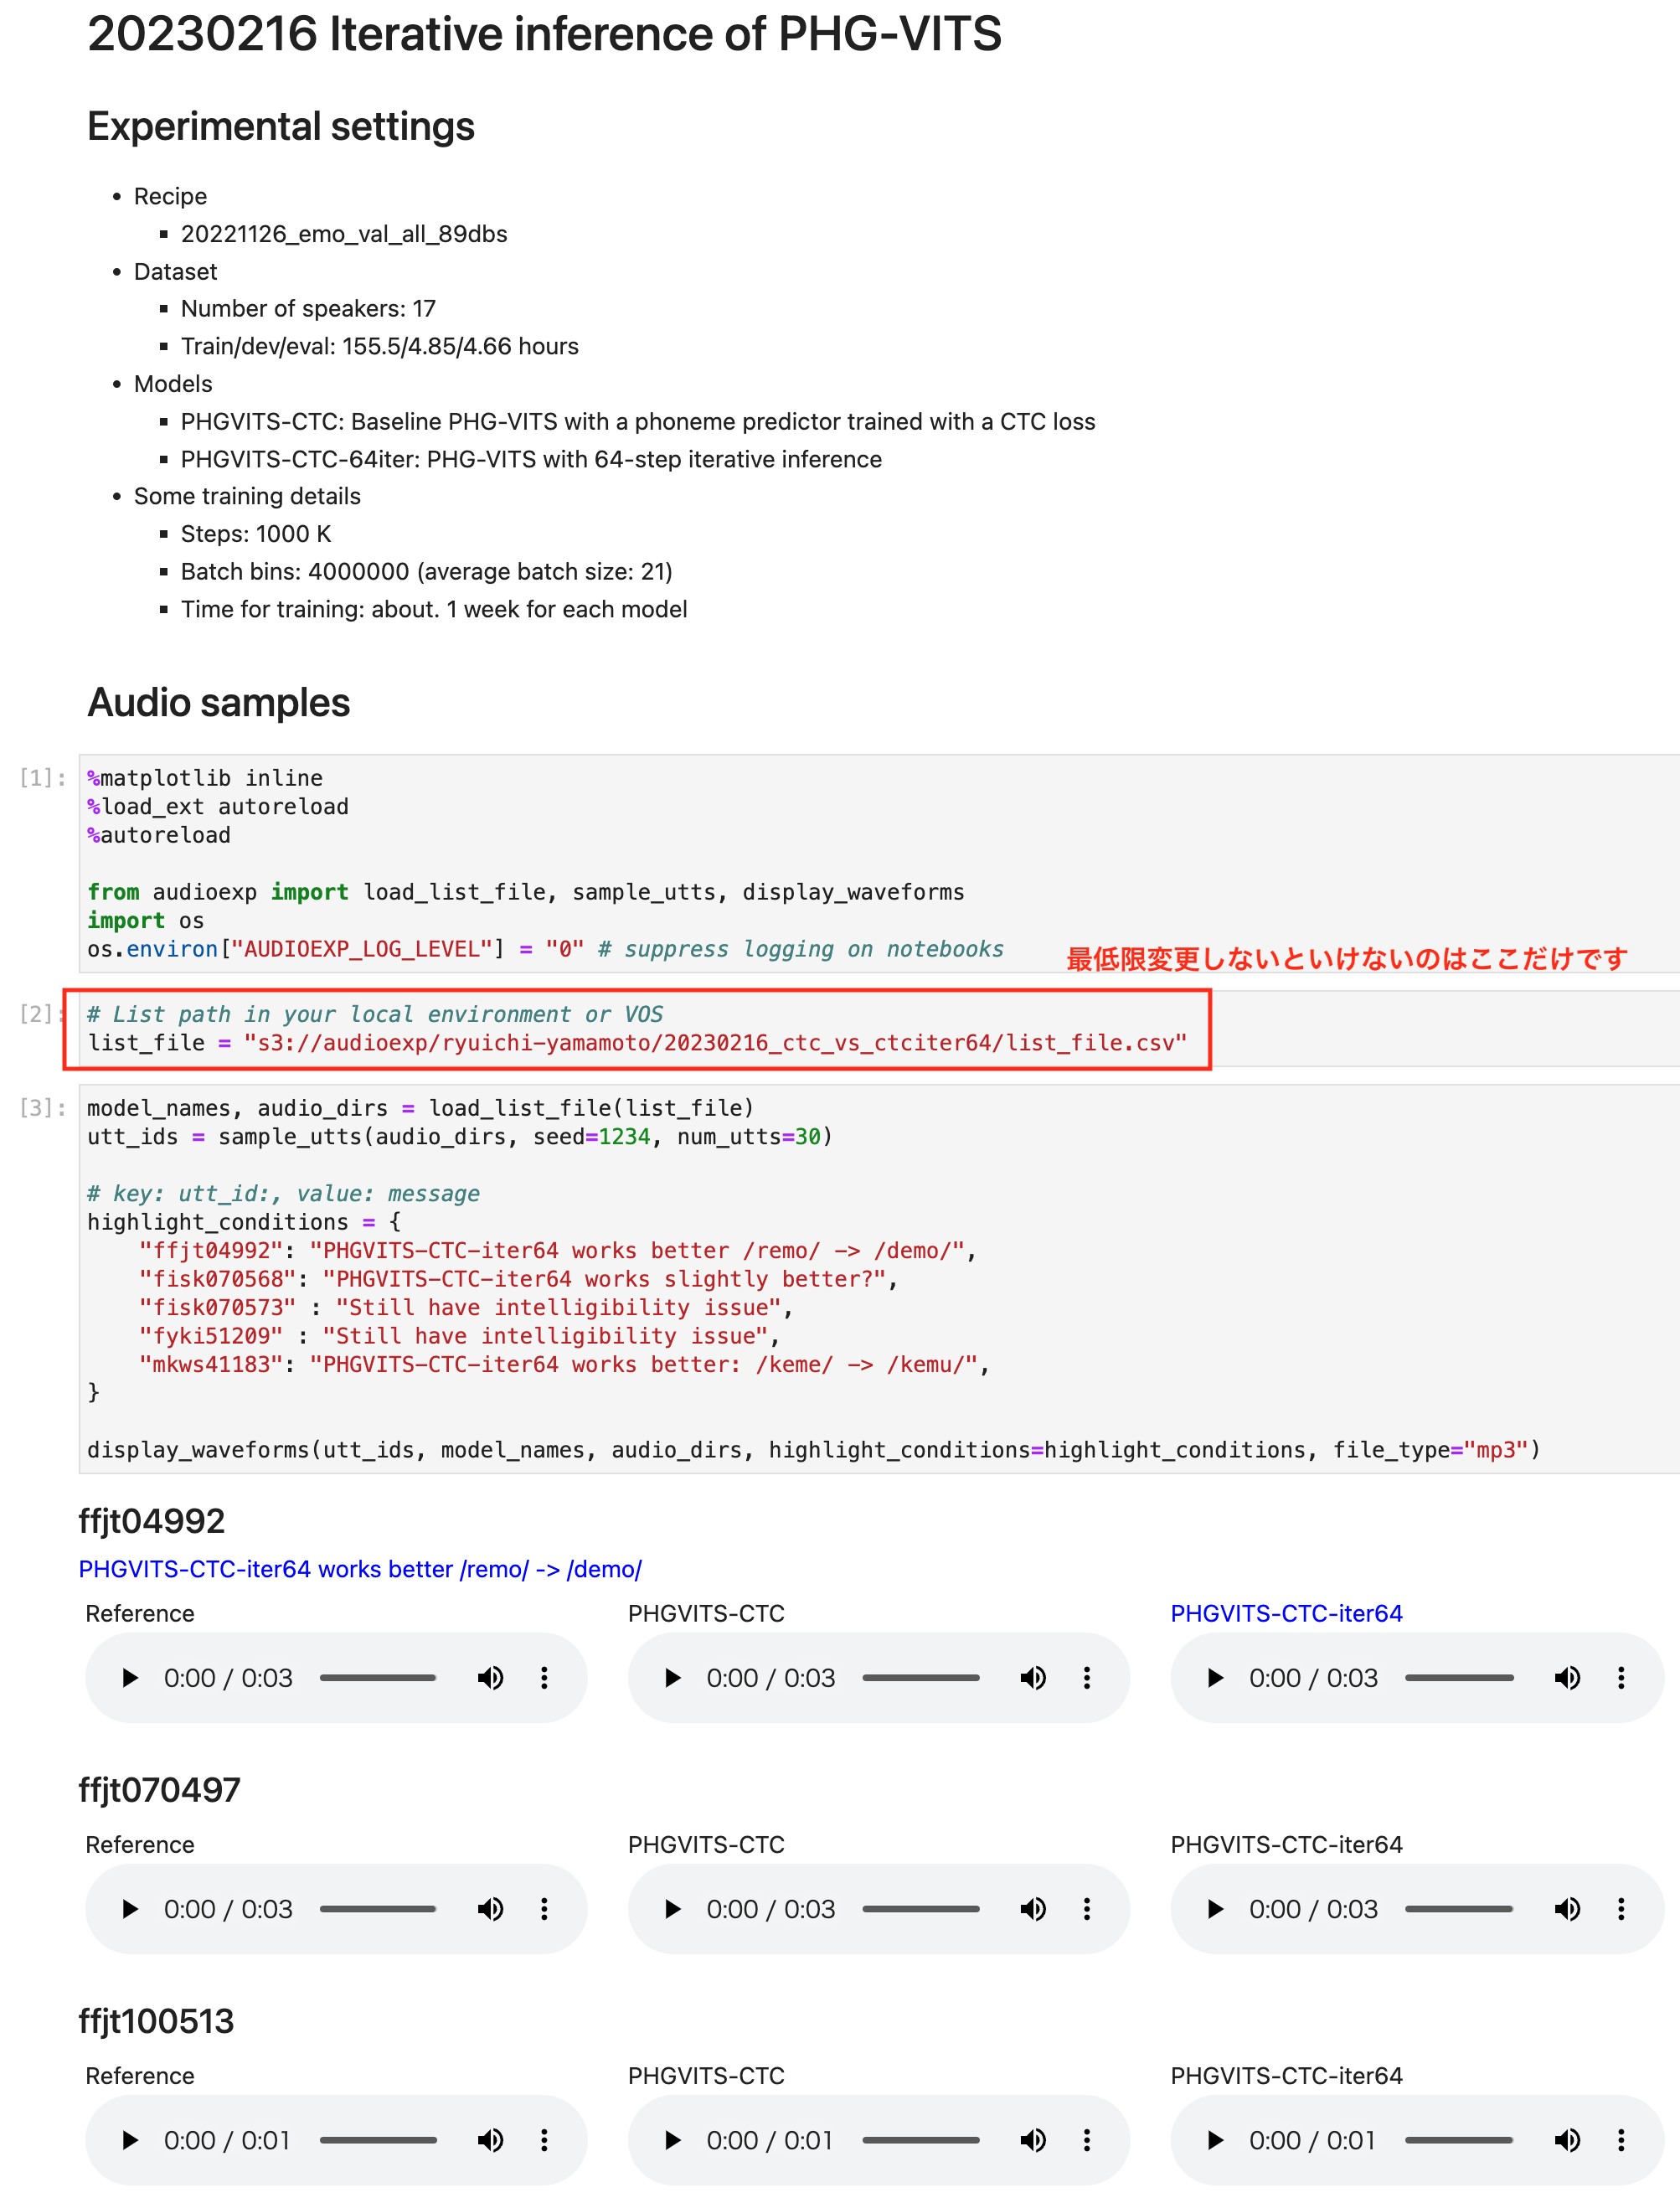 20230216 Iterative inference of PHG-VITS
Experimental settings
• Recipe
▪ 20221126_emo_val_all_89dbs
• Dataset
▪ Number of speakers: 17
▪ Train/dev/eval: 155.5/4.85/4.66 hours
• Models
▪ PHGVITS-CTC: Baseline PHG-VITS with a phoneme predictor trained with a CTC loss
▪ PHGVITS-CTC-64iter: PHG-VITS with 64-step iterative inference
• Some training details
▪ Steps: 1000 K
▪ Batch bins: 4000000 (average batch size: 21)
▪ Time for training: about. 1 week for each model
Audio samples
[1]: %matplotlib inline
%load_ext autoreload
%autoreload
from audioexp import load_list_file, sample_utts, display_waveforms
import os
os.environ["AUDIOEXP_LOG_LEVEL"] = "0" # suppress logging on notebooks
最低限変更しないといけないのはここだけです
[2]: # List path in your local environment or VOS
list_file = "s3://audioexp/ryuichi-yamamoto/20230216_ctc_vs_ctciter64/list_file.csv"
[3]: model_names, audio_dirs = load_list_file(list_file)
utt_ids = sample_utts(audio_dirs, seed=1234, num_utts=30)
# key: utt_id:, value: message
highlight_conditions = {
"ffjt04992": "PHGVITS-CTC-iter64 works better /remo/ -> /demo/",
"fisk070568": "PHGVITS-CTC-iter64 works slightly better?",
"fisk070573" : "Still have intelligibility issue",
"fyki51209" : "Still have intelligibility issue",
"mkws41183": "PHGVITS-CTC-iter64 works better: /keme/ -> /kemu/",
}
display_waveforms(utt_ids, model_names, audio_dirs, highlight_conditions=highlight_conditions, file_type="mp3")
ffjt04992
PHGVITS-CTC-iter64 works better /remo/ -> /demo/
Reference PHGVITS-CTC PHGVITS-CTC-iter64
0:00 / 0:03 0:00 / 0:03 0:00 / 0:03
ffjt070497
Reference PHGVITS-CTC PHGVITS-CTC-iter64
0:00 / 0:03 0:00 / 0:03 0:00 / 0:03
ffjt100513
Reference PHGVITS-CTC PHGVITS-CTC-iter64
0:00 / 0:01 0:00 / 0:01 0:00 / 0:01